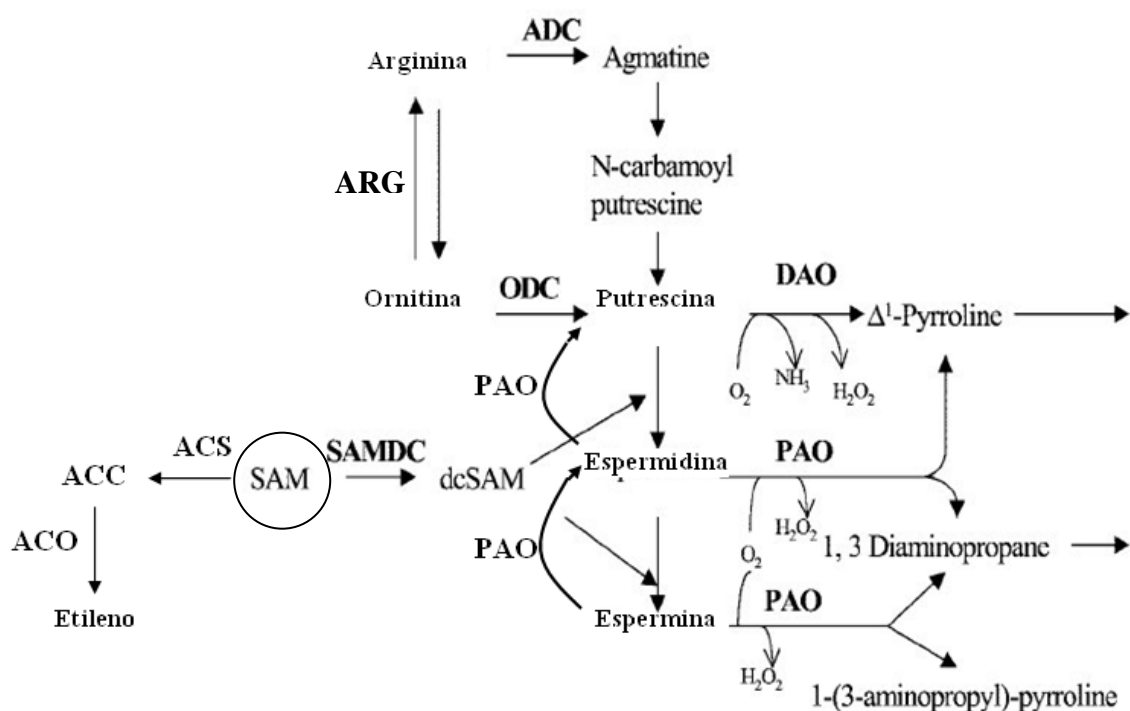 ADC
Arginina
Agmatine
N-carbamoyl
putrescine
ARG
DAO
ODC
Ornitina
Putrescina
Δ¹-Pyrroline
O₂
NH₃
H₂O₂
PAO
ACS
SAMDC
Espermidina
PAO
ACC
SAM
dcSAM
H₂O₂
ACO
PAO
O₂
1, 3 Diaminopropane
Etileno
Espermina
PAO
H₂O₂
1-(3-aminopropyl)-pyrroline